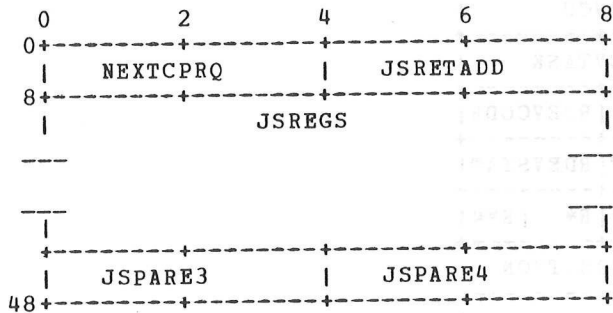 0 2 4 6 8
0
NEXTCPRQ JSRETADD
8
JSREGS
JSPARE3 JSPARE4
48